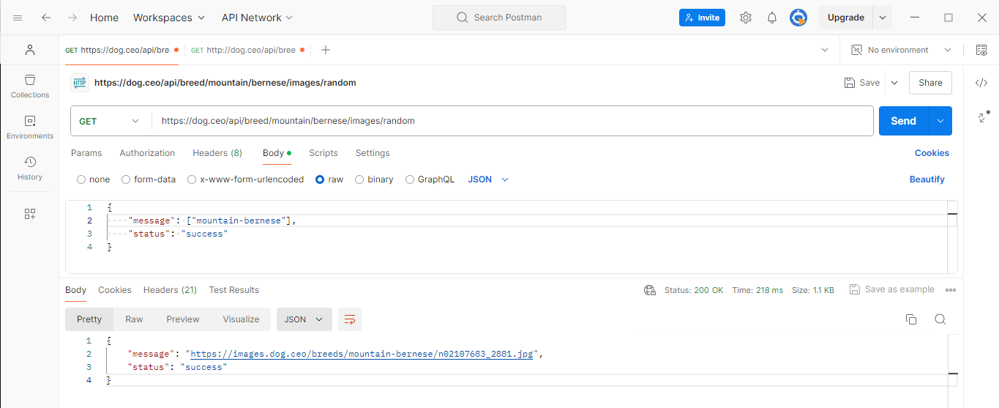 Home Workspaces API Network Search Postman Invite Upgrade
GET https://dog.ceo/api/bre GET http://dog.ceo/api/bree No environment
HTTP https://dog.ceo/api/breed/mountain/bernese/images/random Save Share
Collections
GET https://dog.ceo/api/breed/mountain/bernese/images/random Send
Environments
Params Authorization Headers (8) Body Scripts Settings Cookies
History
none form-data x-www-form-urlencoded raw binary GraphQL JSON Beautify
1 {
2 "message": ["mountain-bernese"],
3 "status": "success"
4 }
Body Cookies Headers (21) Test Results Status: 200 OK Time: 218 ms Size: 1.1 KB Save as example
Pretty Raw Preview Visualize JSON
1 {
2 "message": "https://images.dog.ceo/breeds/mountain-bernese/n02107683_2881.jpg",
3 "status": "success"
4 }